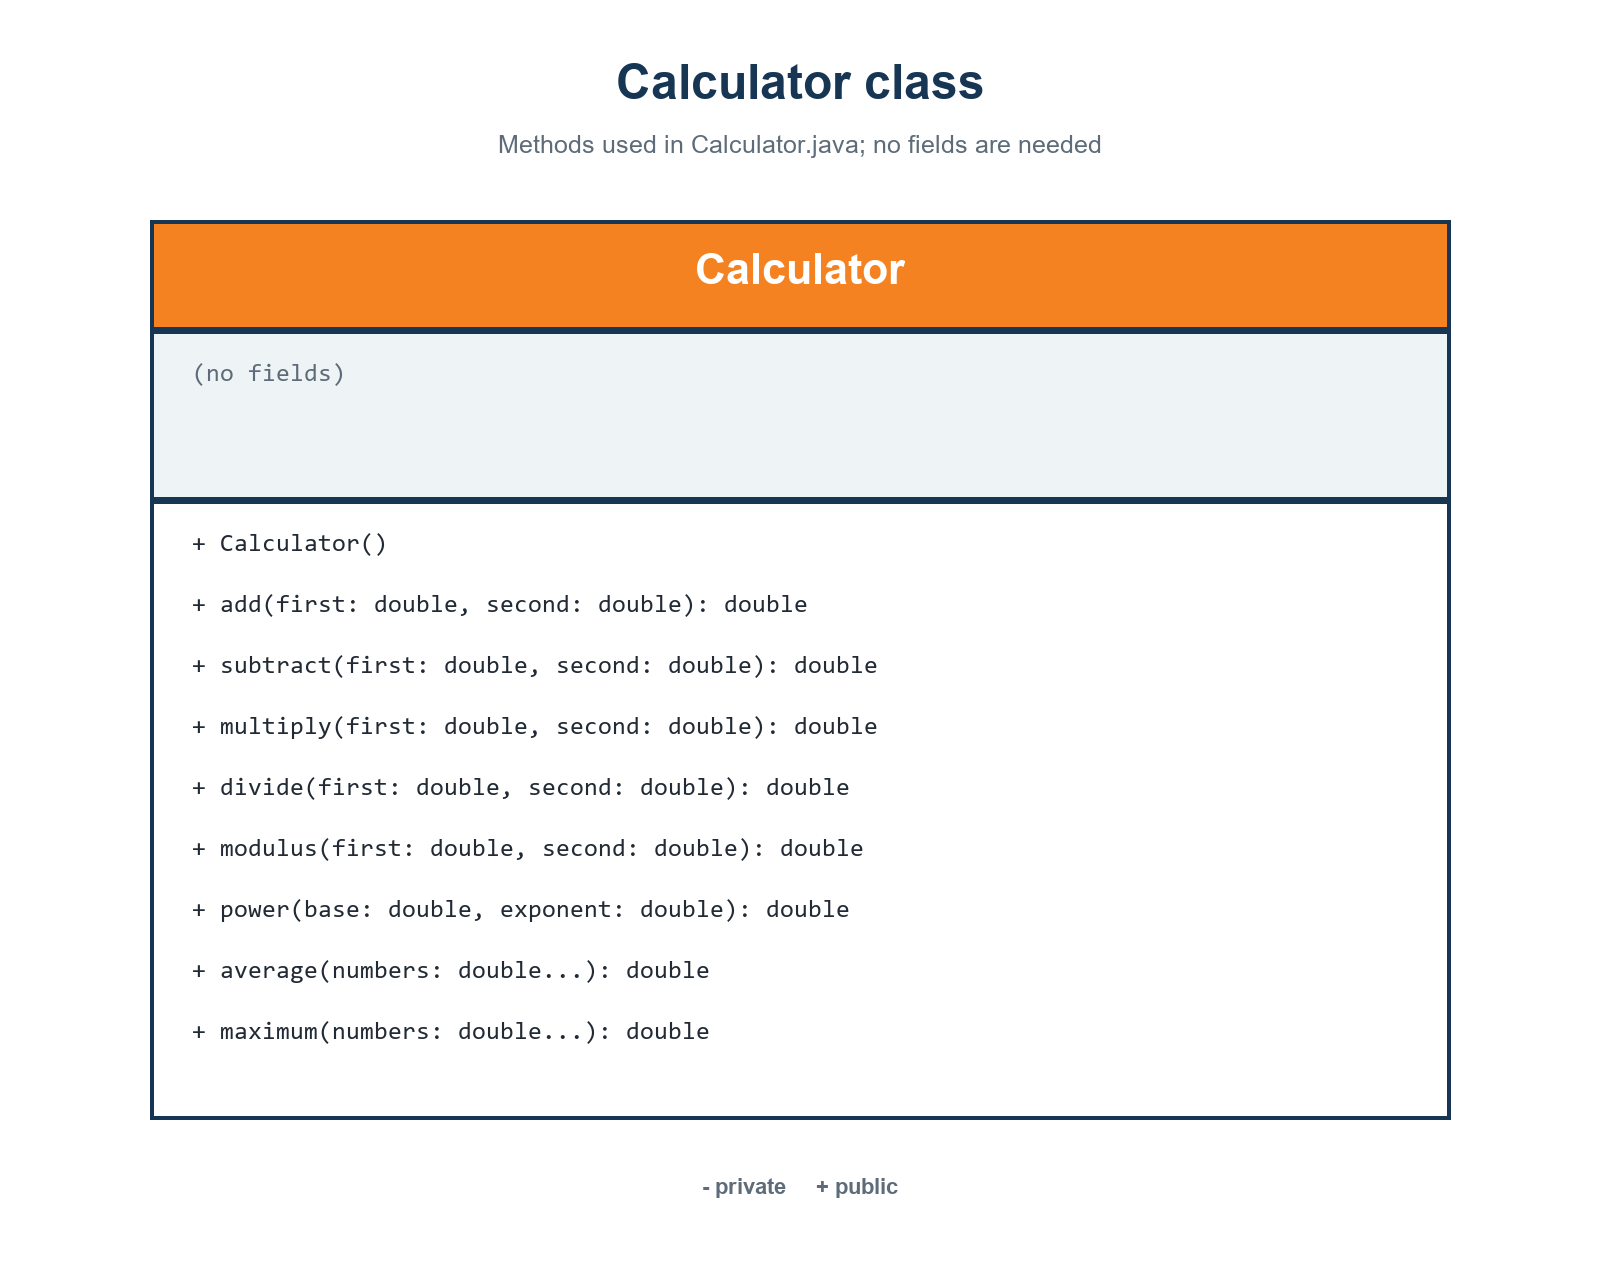 Calculator class
Methods used in Calculator.java; no fields are needed
Calculator
(no fields)
+ Calculator()
+ add(first: double, second: double): double
+ subtract(first: double, second: double): double
+ multiply(first: double, second: double): double
+ divide(first: double, second: double): double
+ modulus(first: double, second: double): double
+ power(base: double, exponent: double): double
+ average(numbers: double...): double
+ maximum(numbers: double...): double
- private + public